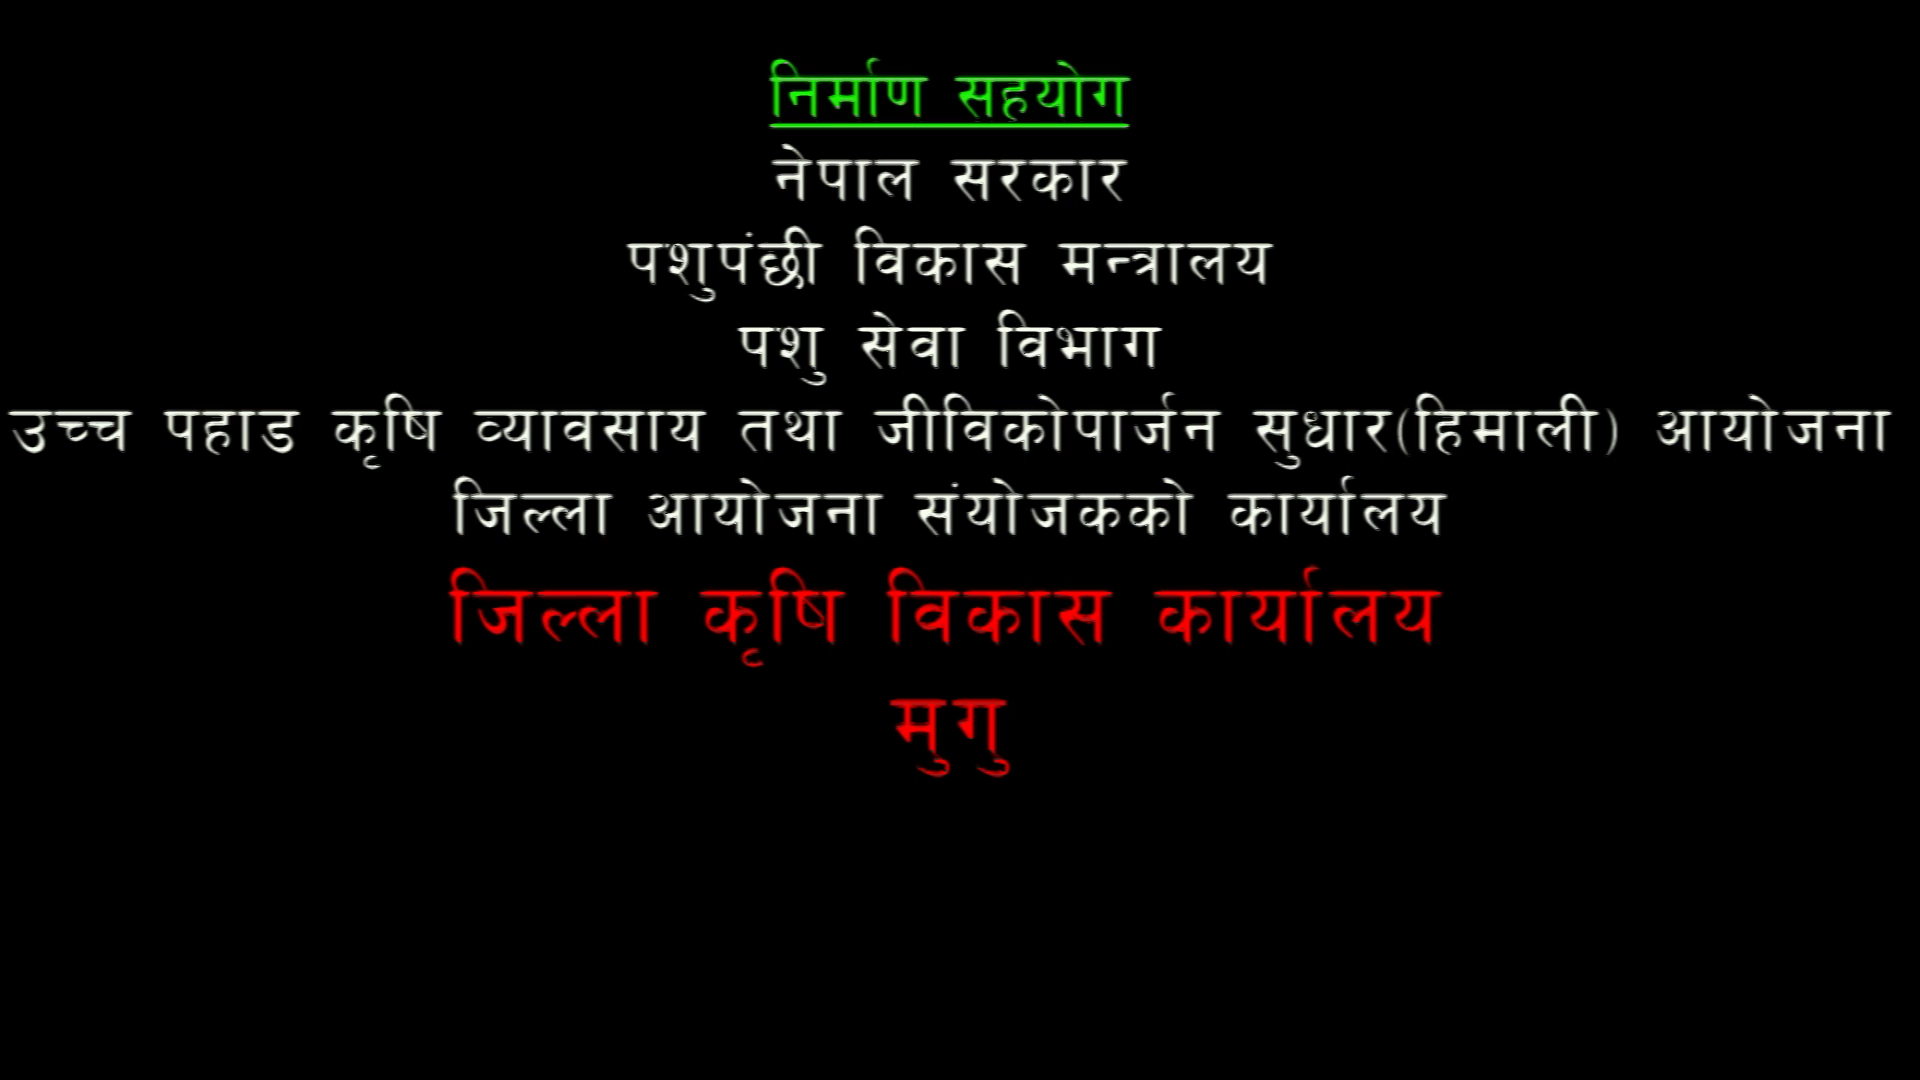 निर्माण सहयोग
नेपाल सरकार
पशुपंछी विकास मन्त्रालय
पशु सेवा विभाग
उच्च पहाड कृषि व्यावसाय तथा जीविकोपार्जन सुधार(हिमाली) आयोजना
जिल्ला आयोजना संयोजकको कार्यालय
जिल्ला कृषि विकास कार्यालय
मुगु